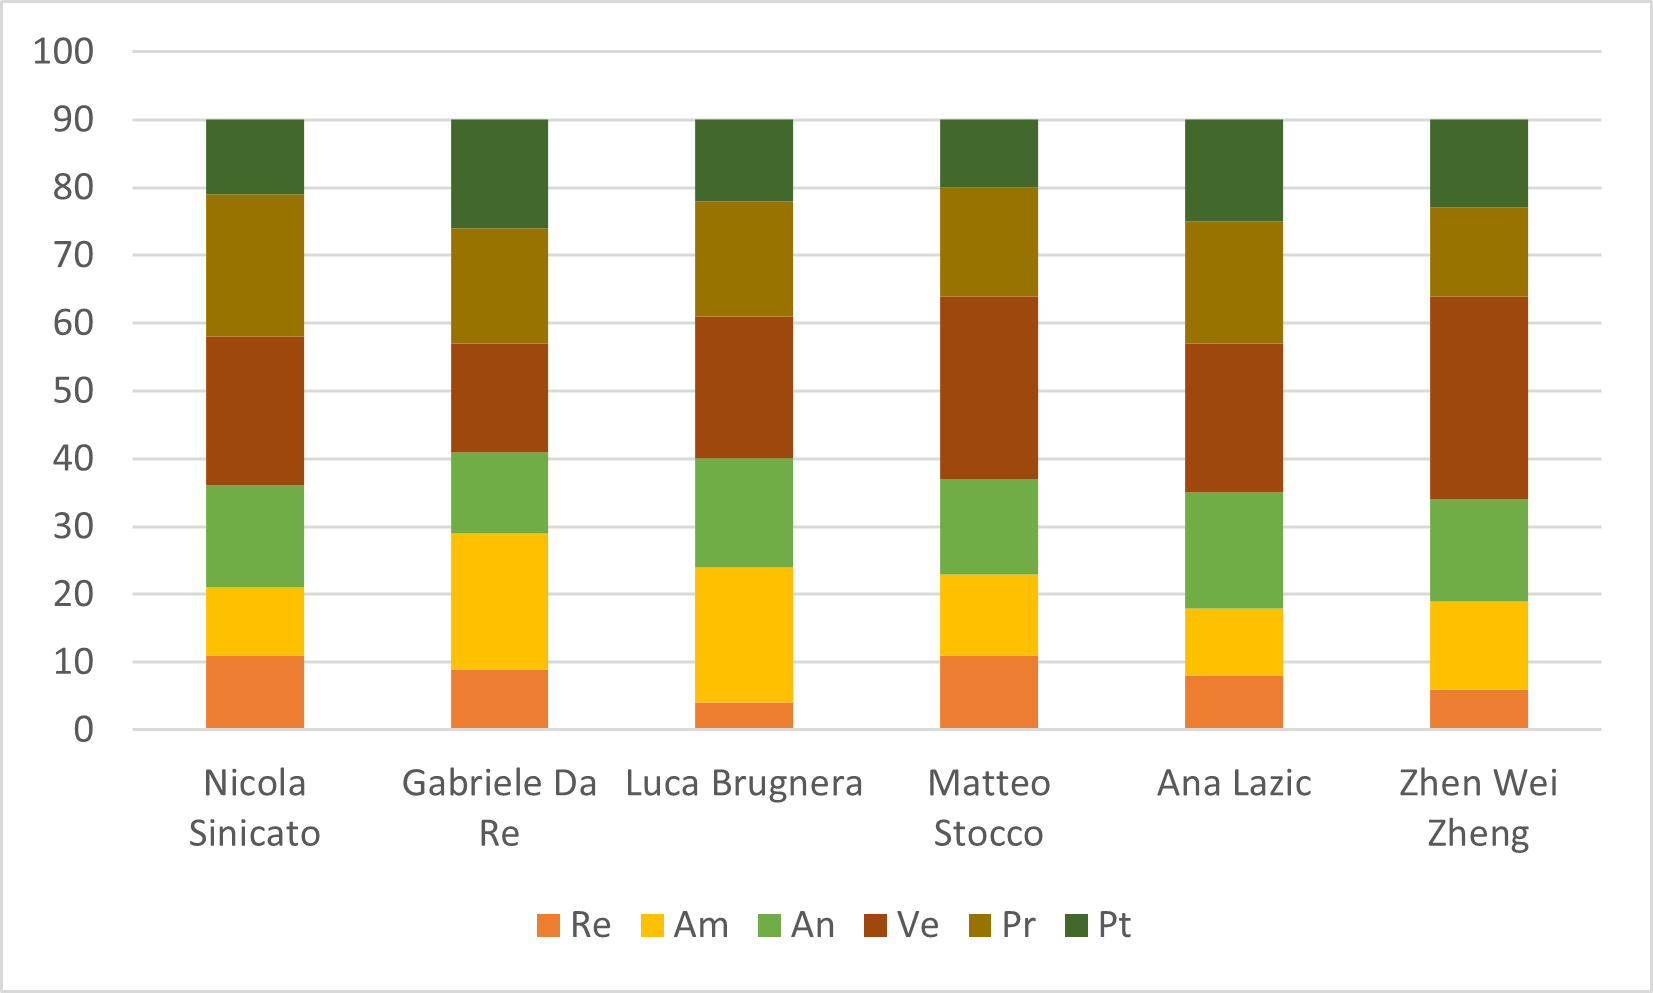 100
90
80
70
60
50
40
30
20
10
0
Nicola Sinicato
Gabriele Da Re
Luca Brugnera
Matteo Stocco
Ana Lazic
Zhen Wei Zheng
Re Am An Ve Pr Pt